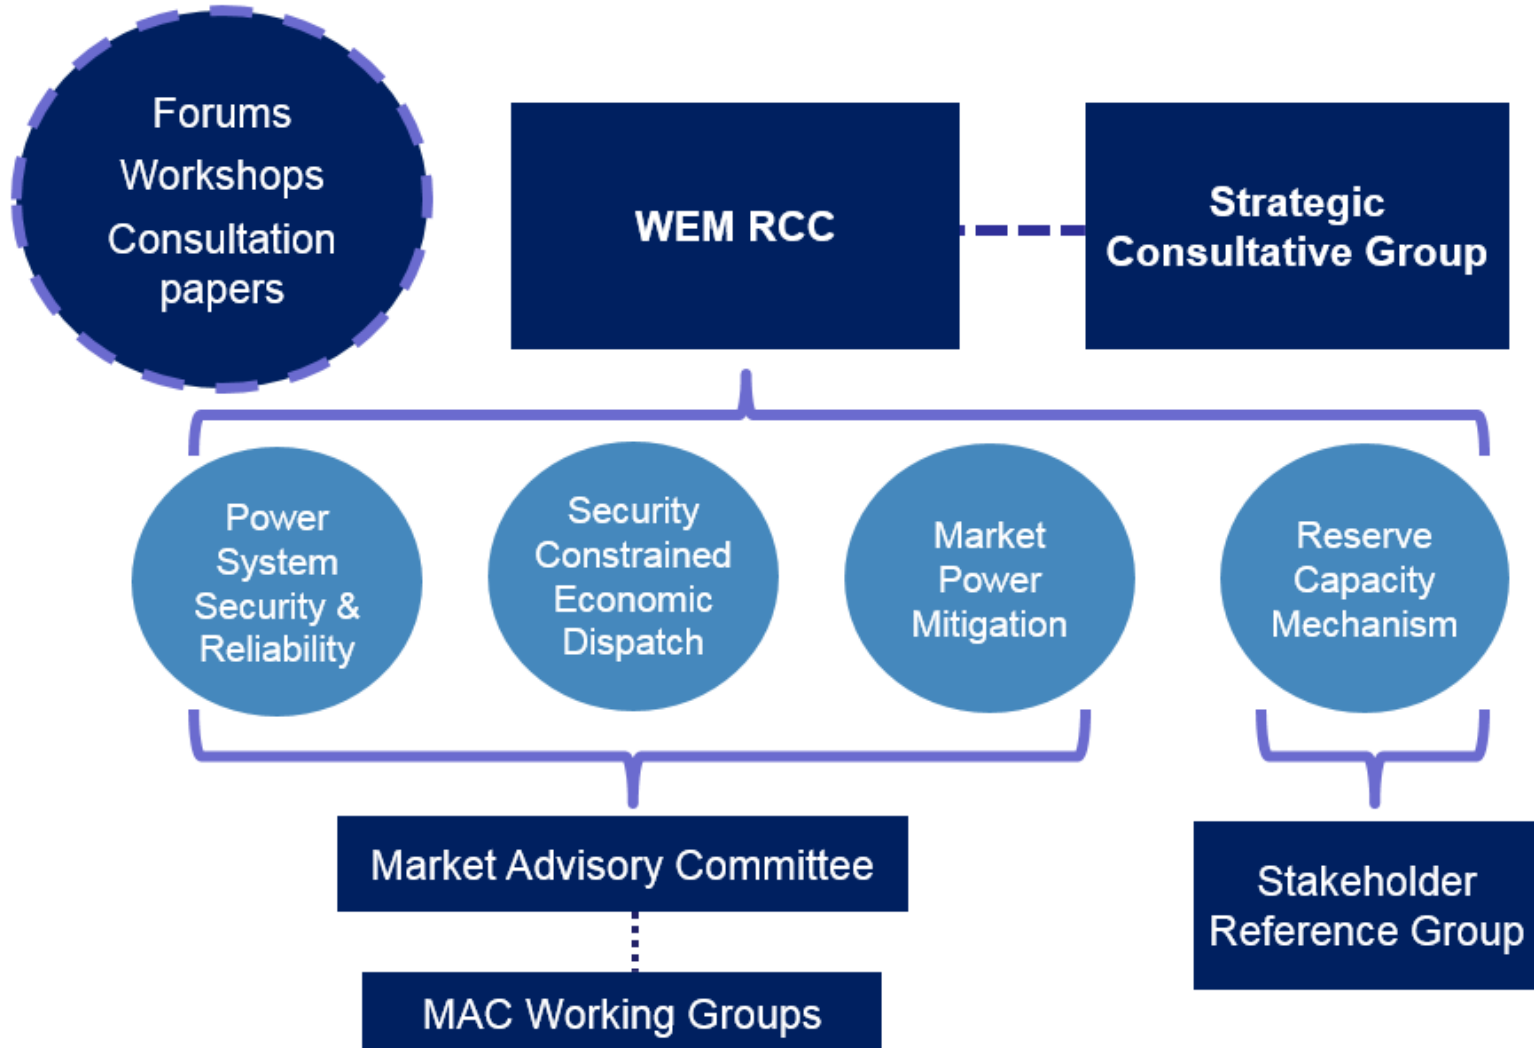 Forums
Workshops
Consultation
papers
WEM RCC
Strategic
Consultative Group
Power
System
Security &
Reliability
Security
Constrained
Economic
Dispatch
Market
Power
Mitigation
Reserve
Capacity
Mechanism
Market Advisory Committee
Stakeholder
Reference Group
MAC Working Groups